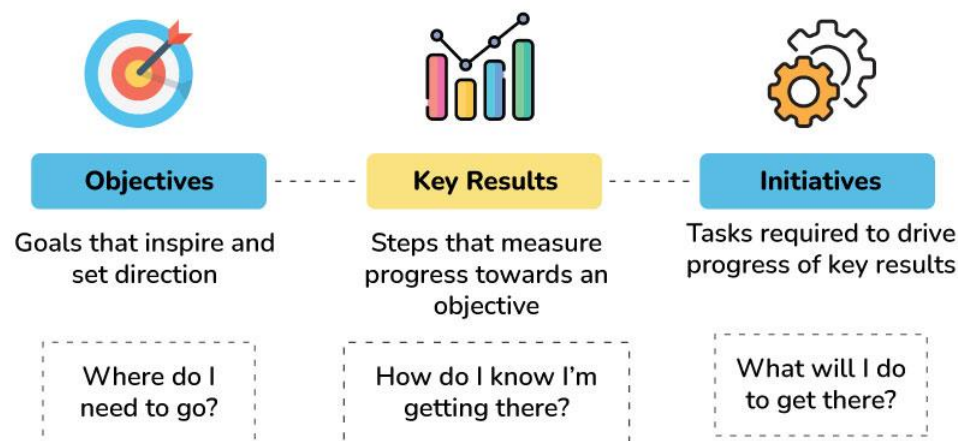 Objectives
Key Results
Initiatives
Goals that inspire and
set direction
Steps that measure
progress towards an
objective
Tasks required to drive
progress of key results
Where do I
need to go?
How do I know I'm
getting there?
What will I do
to get there?